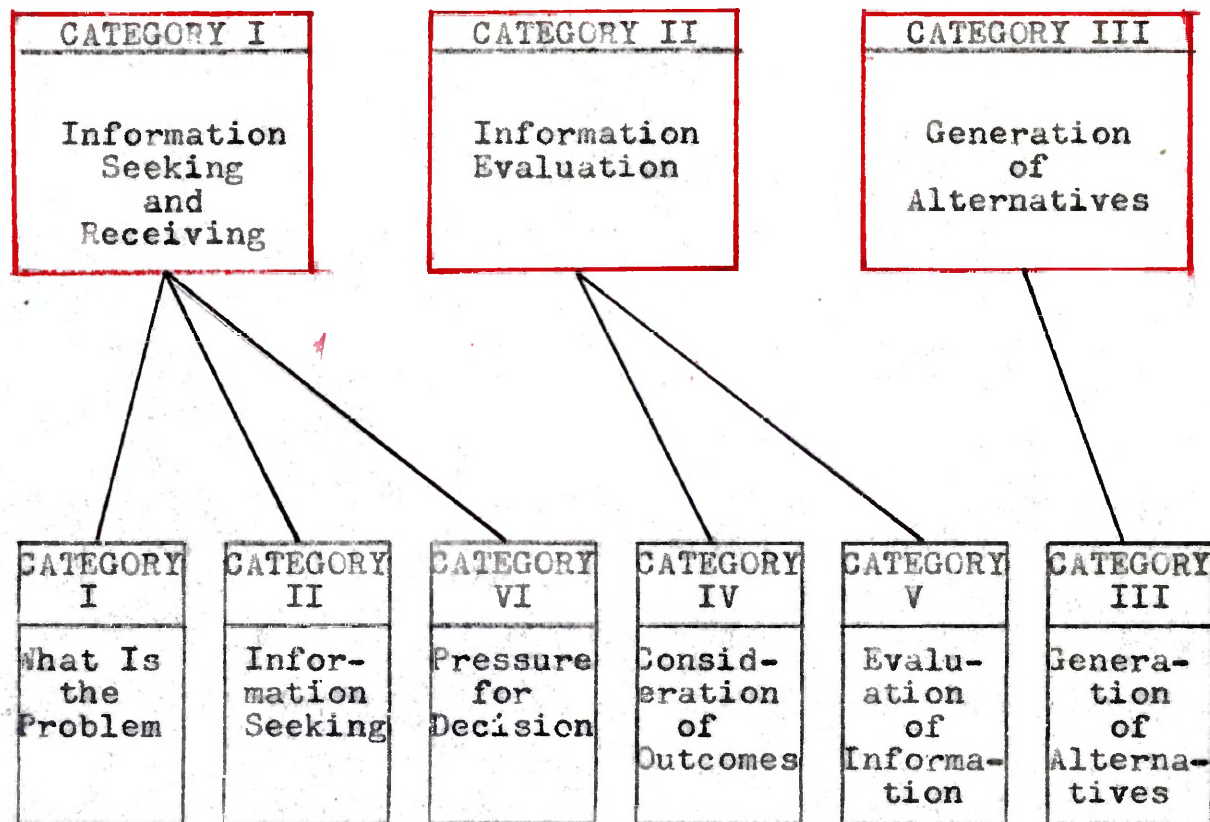 CATEGORY I
Information
Seeking
and
Receiving
CATEGORY II
Information
Evaluation
CATEGORY III
Generation
of
Alternatives
CATEGORY
I
What Is
the
Problem
CATEGORY
II
Infor-
mation
Seeking
CATEGORY
VI
Pressure
for
Decision
CATEGORY
IV
Consid-
eration
of
Outcomes
CATEGORY
V
Evalu-
ation
of
Informa-
tion
CATEGORY
III
Genera-
tion
of
Alterna-
tives